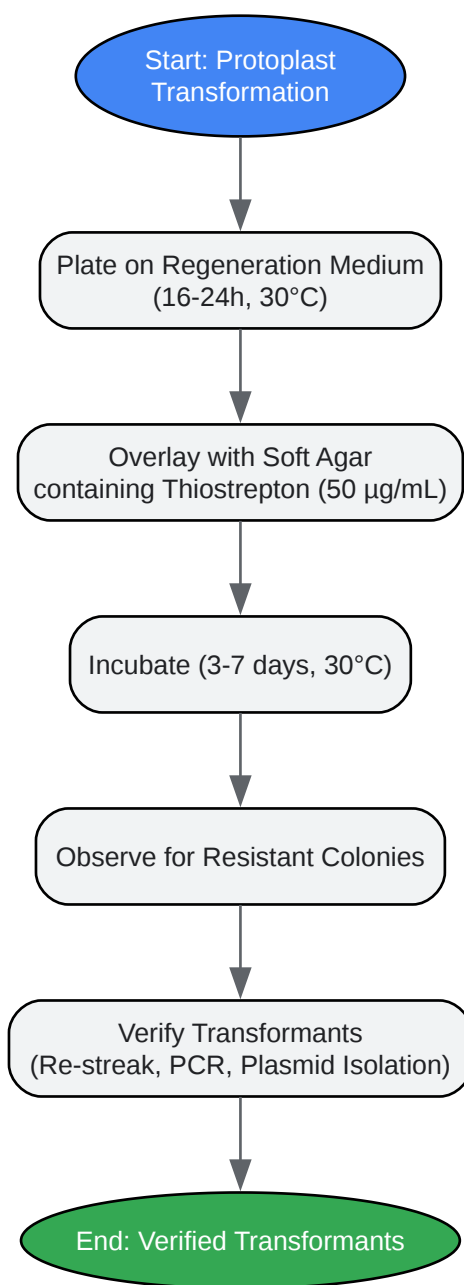 Start: Protoplast
Transformation
Plate on Regeneration Medium
(16-24h, 30°C)
Overlay with Soft Agar
containing Thiostrepton (50 µg/mL)
Incubate (3-7 days, 30°C)
Observe for Resistant Colonies
Verify Transformants
(Re-streak, PCR, Plasmid Isolation)
End: Verified Transformants